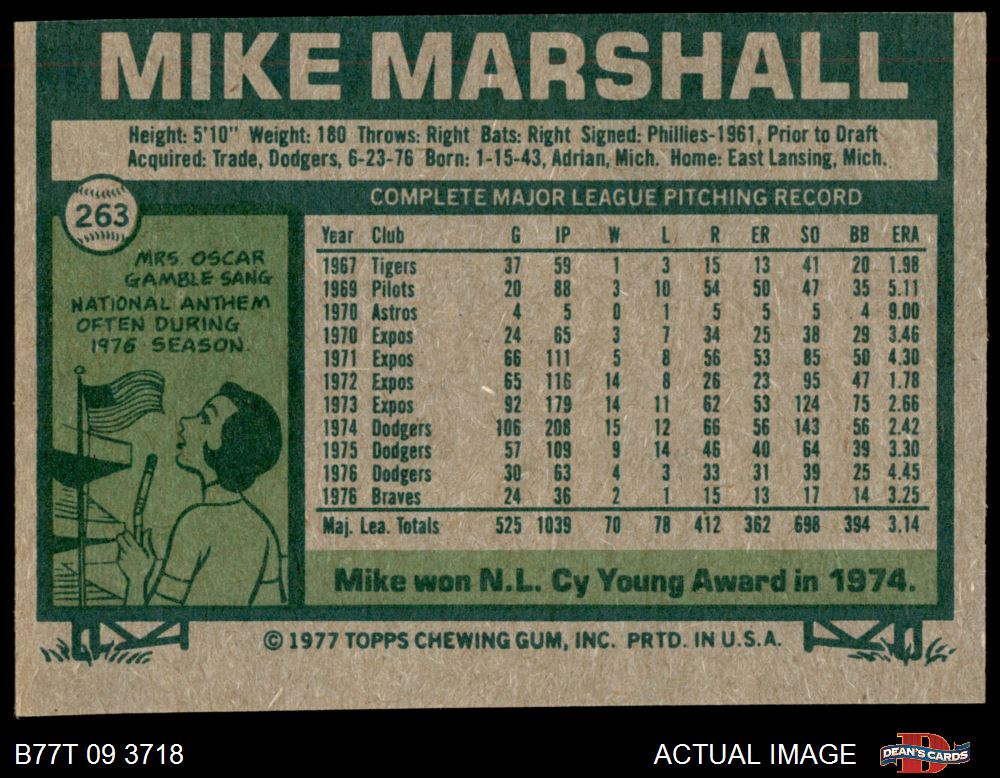 MIKE MARSHALL
Height: 5'10" Weight: 180 Throws: Right Bats: Right Signed: Phillies-1961, Prior to Draft
Acquired: Trade, Dodgers, 6-23-76 Born: 1-15-43, Adrian, Mich. Home: East Lansing, Mich.
263
MRS. OSCAR
GAMBLE SANG
NATIONAL ANTHEM
OFTEN DURING
1976 SEASON.
COMPLETE MAJOR LEAGUE PITCHING RECORD
Year Club G IP W L R ER SO BB ERA
1967 Tigers 37 59 1 3 15 13 41 20 1.98
1969 Pilots 20 88 3 10 54 50 47 35 5.11
1970 Astros 4 5 0 1 5 5 5 4 9.00
1970 Expos 24 65 3 7 34 25 38 29 3.46
1971 Expos 66 111 5 8 56 53 85 50 4.30
1972 Expos 65 116 14 8 26 23 95 47 1.78
1973 Expos 92 179 14 11 62 53 124 75 2.66
1974 Dodgers 106 208 15 12 66 56 143 56 2.42
1975 Dodgers 57 109 9 14 46 40 64 39 3.30
1976 Dodgers 30 63 4 3 33 31 39 25 4.45
1976 Braves 24 36 2 1 15 13 17 14 3.25
Maj. Lea. Totals 525 1039 70 78 412 362 698 394 3.14
Mike won N.L. Cy Young Award in 1974.
© 1977 TOPPS CHEWING GUM, INC. PRTD. IN U.S.A.
B77T 09 3718
ACTUAL IMAGE
DEAN'S CARDS